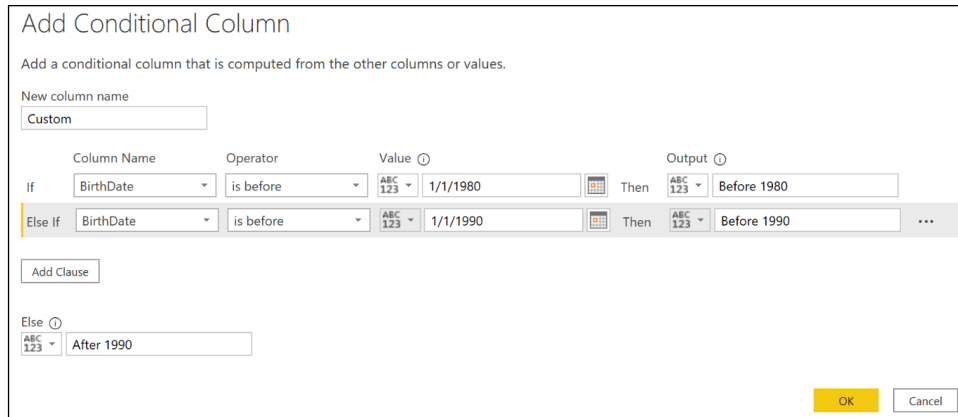 Add Conditional Column
Add a conditional column that is computed from the other columns or values.
New column name
Custom
Column Name Operator Value Output
If BirthDate is before ABC 123 1/1/1980 Then ABC 123 Before 1980
Else If BirthDate is before ABC 123 1/1/1990 Then ABC 123 Before 1990 ...
Add Clause
Else
ABC 123 After 1990
OK Cancel